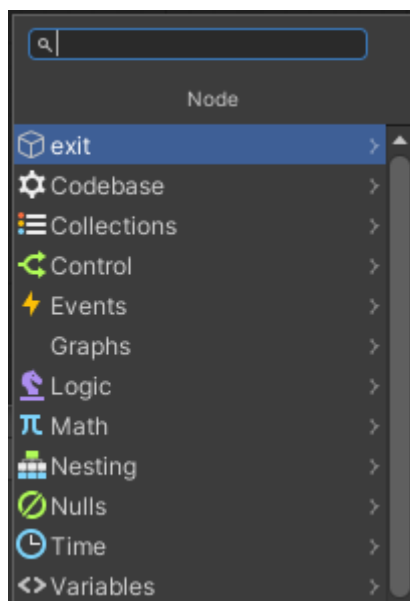 Node
exit
Codebase
Collections
Control
Events
Graphs
Logic
Math
Nesting
Nulls
Time
Variables